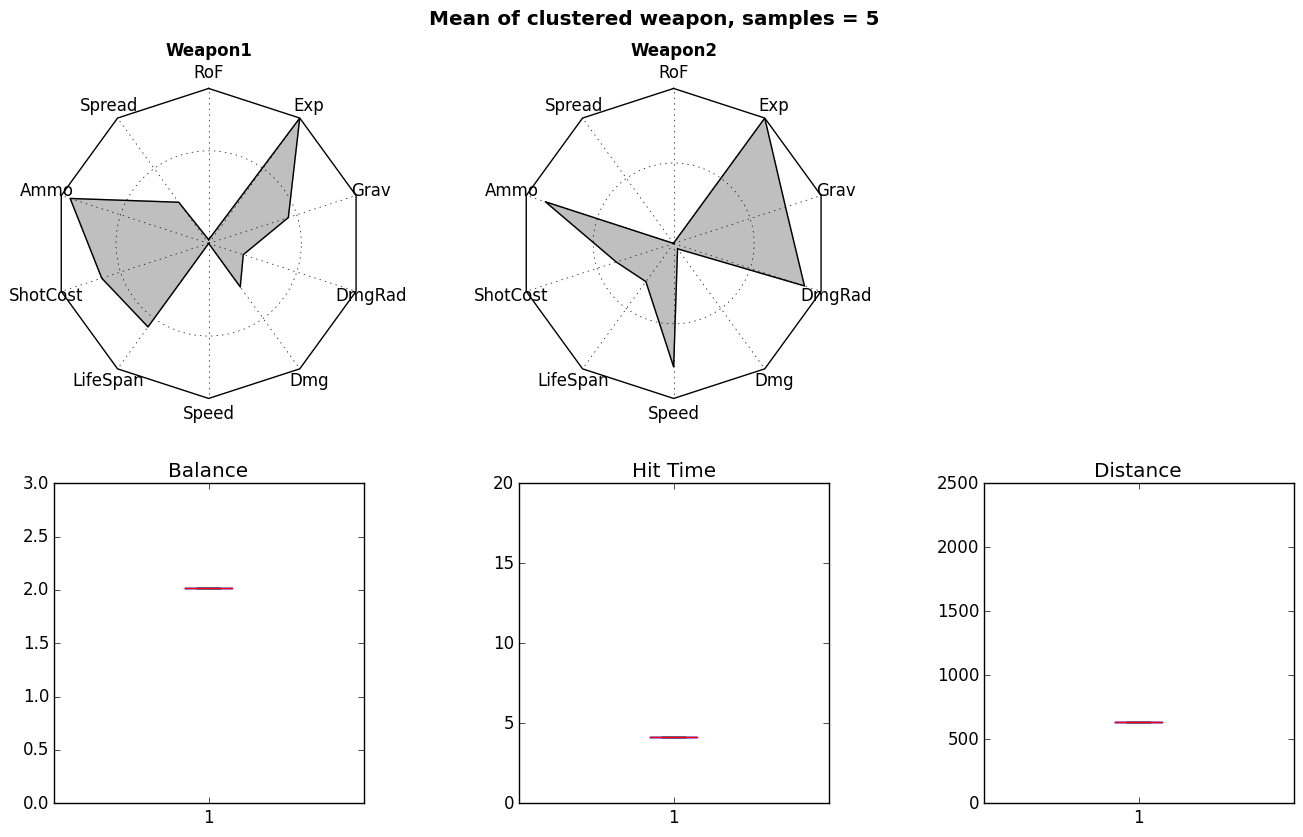 Mean of clustered weapon, samples = 5
Weapon1
RoF
Spread
Exp
Ammo
Grav
ShotCost
DmgRad
LifeSpan
Dmg
Speed
Weapon2
RoF
Spread
Exp
Ammo
Grav
ShotCost
DmgRad
LifeSpan
Dmg
Speed
Balance
3.0
2.5
2.0
1.5
1.0
0.5
0.0
1
Hit Time
20
15
10
5
0
1
Distance
2500
2000
1500
1000
500
0
1